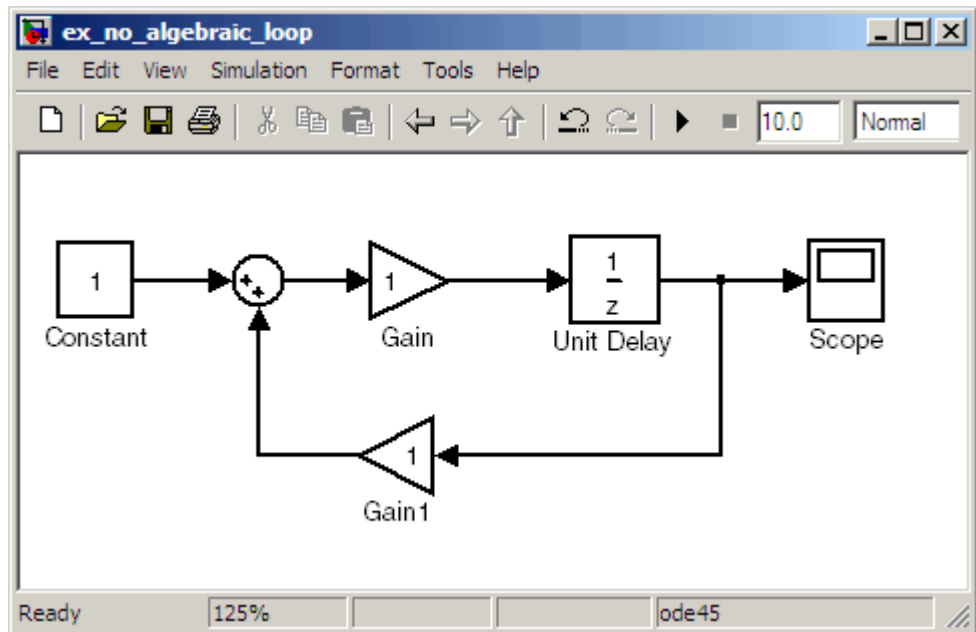 ex_no_algebraic_loop
File Edit View Simulation Format Tools Help
10.0 Normal
1
Constant
+
+
1
Gain
1
z
Unit Delay
Scope
1
Gain1
Ready 125% ode45